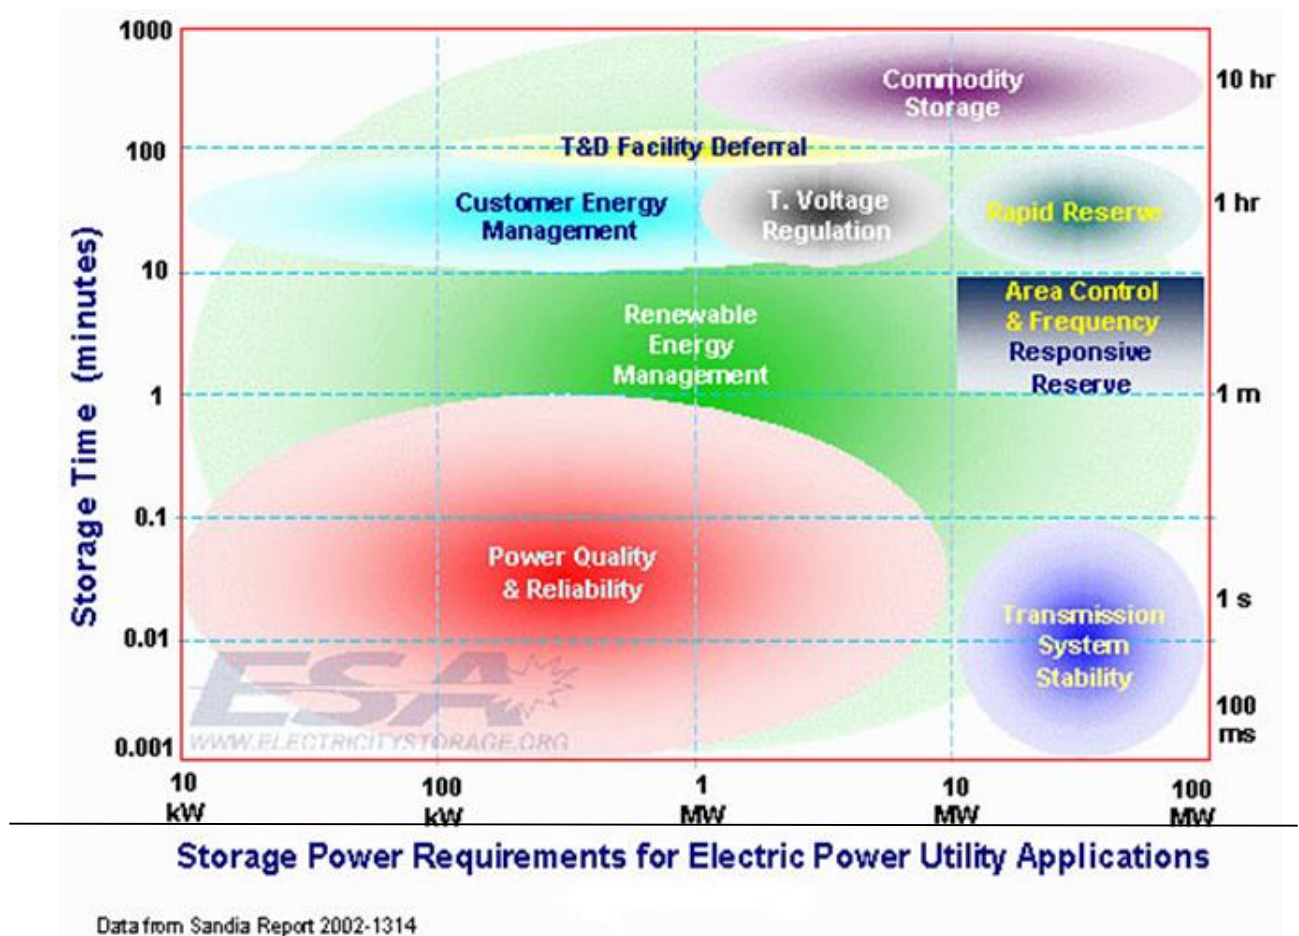 1000
100
10
1
0.1
0.01
0.001
Storage Time (minutes)
Commodity
Storage
T&D Facility Deferral
Customer Energy
Management
T. Voltage
Regulation
Rapid Reserve
Area Control
& Frequency
Responsive
Reserve
Renewable
Energy
Management
Power Quality
& Reliability
Transmission
System
Stability
ESA
WWW.ELECTRICITYSTORAGE.ORG
10 hr
1 hr
1 m
1 s
100
ms
10
kW
100
kW
1
MW
10
MW
100
MW
Storage Power Requirements for Electric Power Utility Applications
Data from Sandia Report 2002-1314